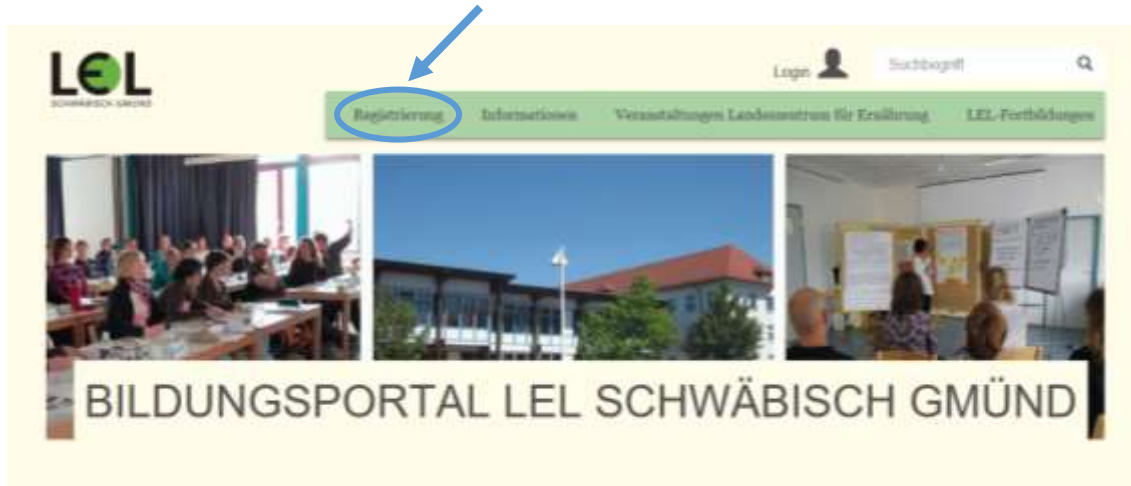 LEL
SCHWÄBISCH GMÜND
Login
Suchbegriff
Registrierung Informationen Veranstaltungen Landeszentrum für Ernährung LEL-Fortbildungen
BILDUNGSPORTAL LEL SCHWÄBISCH GMÜND